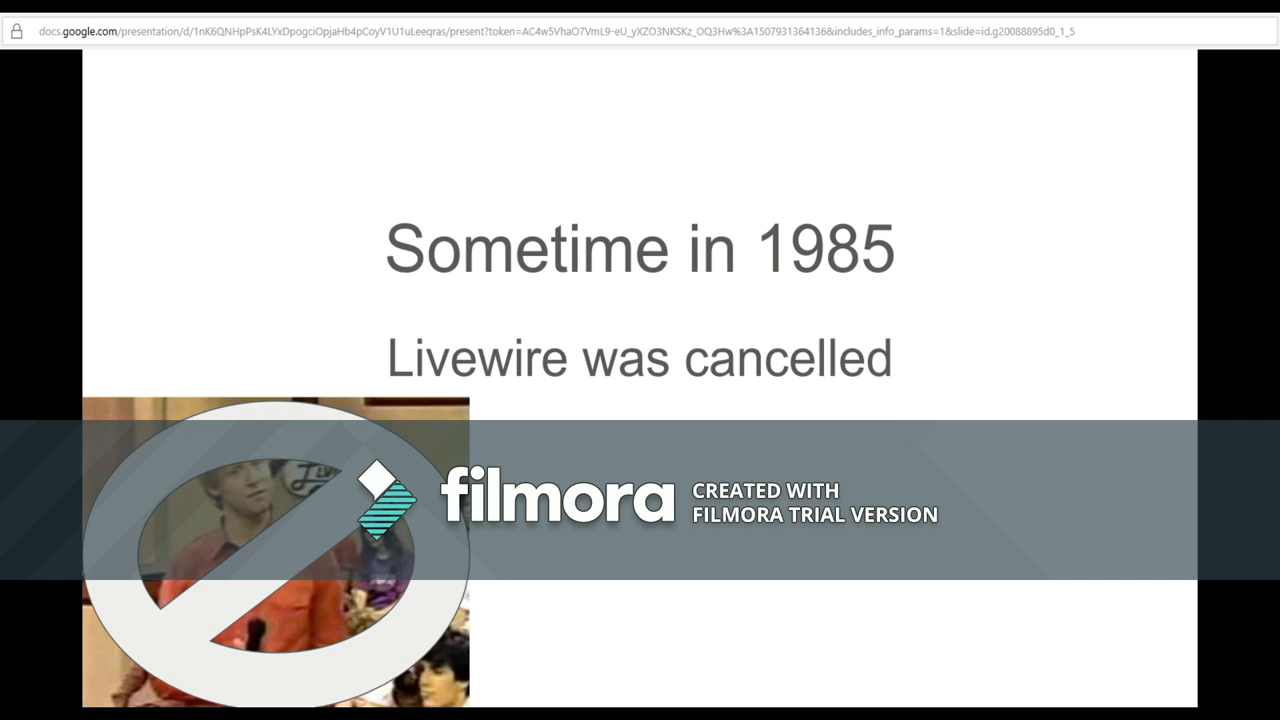 docs.google.com/presentation/d/1nK6QNHpPsK4LYxDpogciOpjaHb4pCoyV1U1uLeeqras/present?token=AC4w5VhaO7VmL9-eU_yXZO3NKSKz_OQ3Hw%3A1507931364136&includes_info_params=1&slide=id.g20088895d0_1_5
Sometime in 1985
Livewire was cancelled
filmora
CREATED WITH
FILMORA TRIAL VERSION